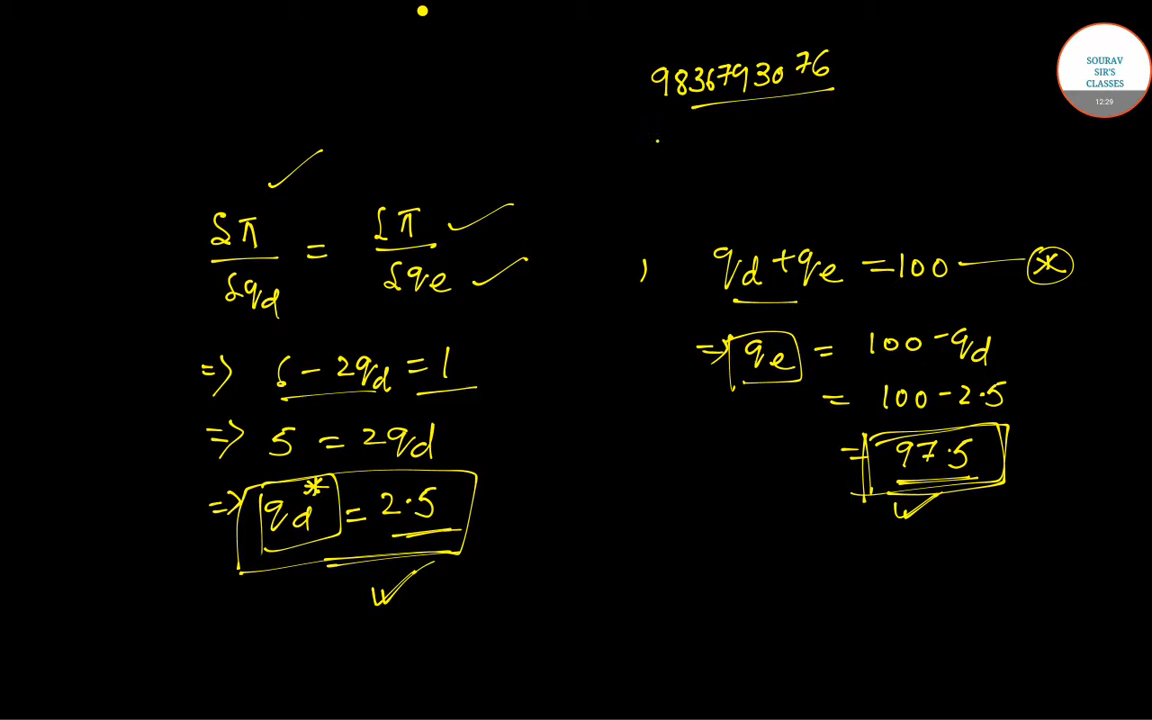 9836793076
SOURAV
SIR'S
CLASSES
12:29
δπ/δqd = δπ/δqe , qd + qe = 100 — *
⇒ 6 - 2qd = 1
⇒ 5 = 2qd
⇒ qd* = 2.5
⇒ qe = 100 - qd
= 100 - 2.5
= 97.5